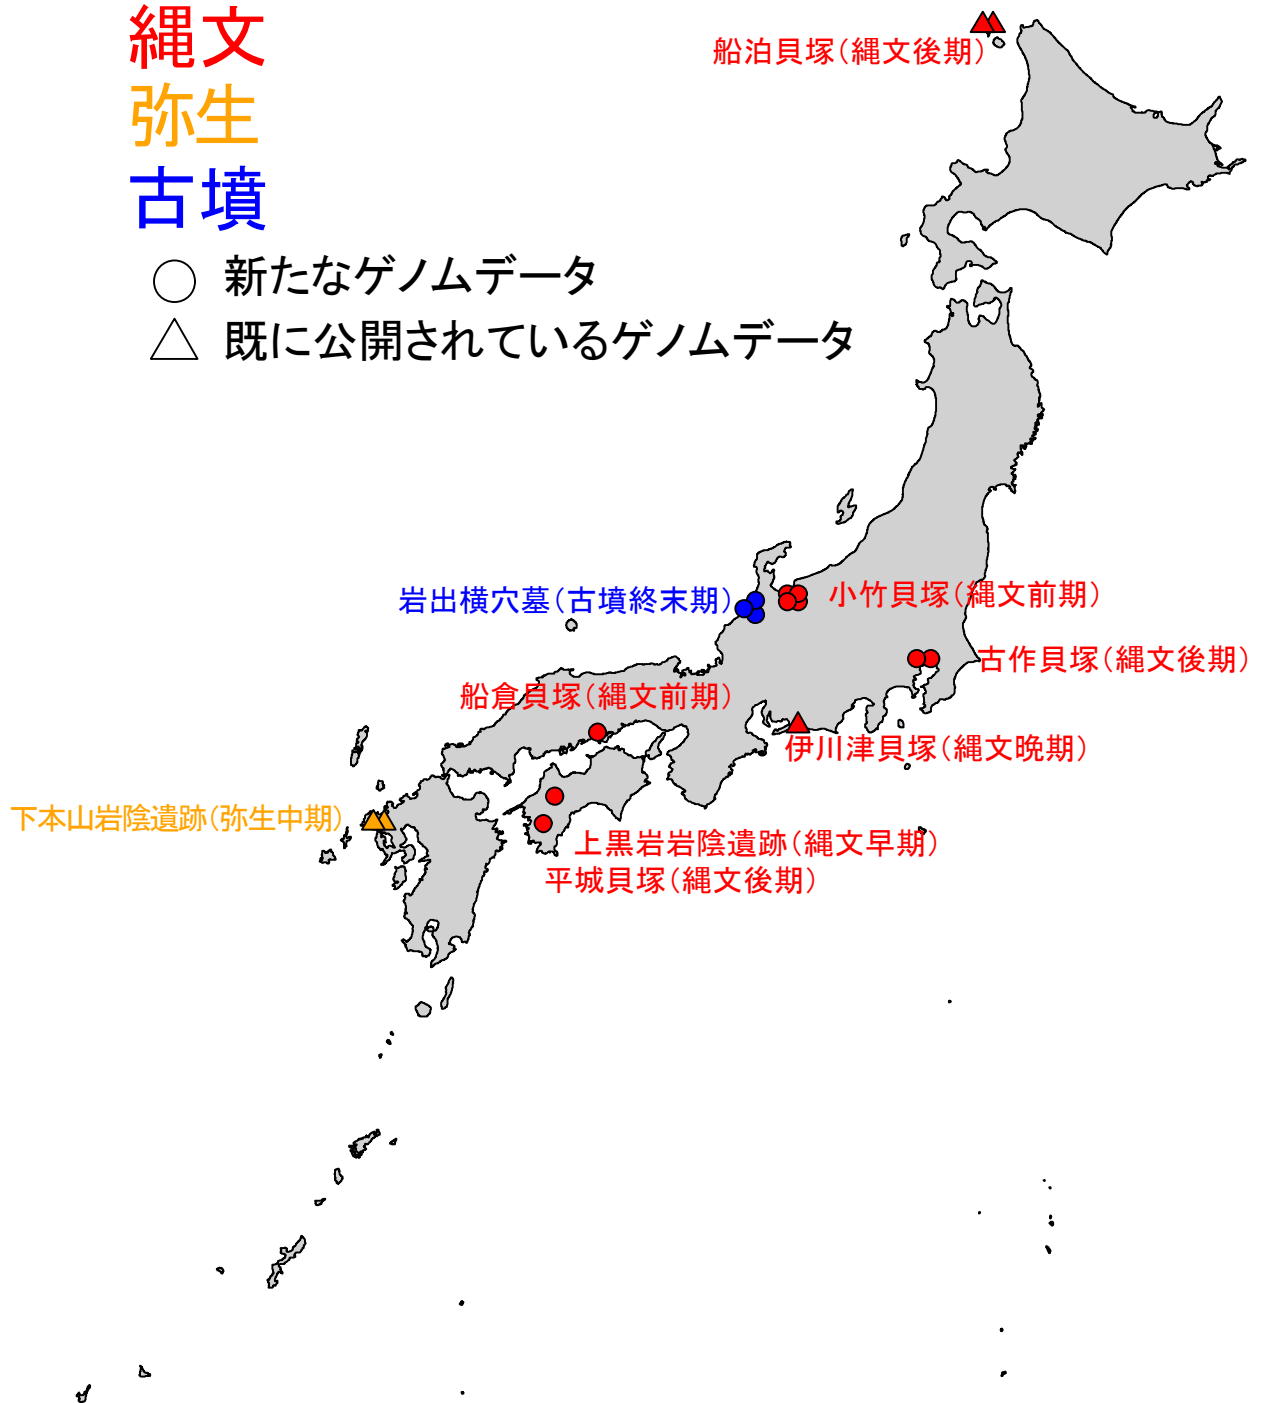 縄文
弥生
古墳
新たなゲノムデータ
既に公開されているゲノムデータ
船泊貝塚（縄文後期）
岩出横穴墓（古墳終末期）
小竹貝塚（縄文前期）
古作貝塚（縄文後期）
船倉貝塚（縄文前期）
伊川津貝塚（縄文晩期）
下本山岩陰遺跡（弥生中期）
上黒岩岩陰遺跡（縄文早期）
平城貝塚（縄文後期）